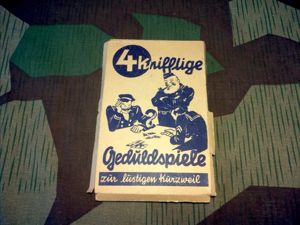 4 Knifflige
Geduldspiele
zur lustigen Kurzweil